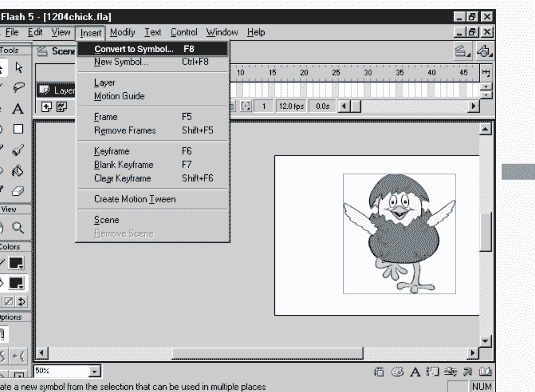 Flash 5 - [1204chick.fla]
File Edit View Insert Modify Text Control Window Help
Tools
Scene
Convert to Symbol... F8
New Symbol... Ctrl+F8
Layer
Motion Guide
Frame F5
Remove Frames Shift+F5
Keyframe F6
Blank Keyframe F7
Clear Keyframe Shift+F6
Create Motion Tween
Scene
Remove Scene
10 15 20 25 30 35 40 45
Layer
1 12.0 fps 0.0s
A
View
Colors
Options
50%
A
ate a new symbol from the selection that can be used in multiple places
NUM